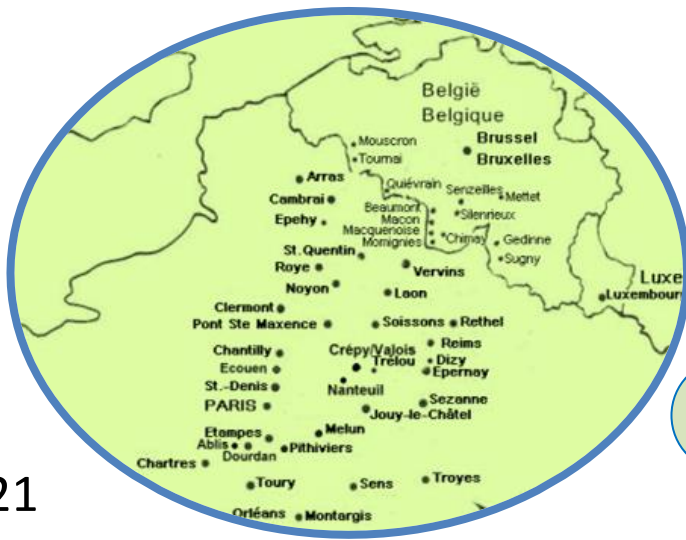 België
Belgique
Mouscron
Brussel
Tournai
Bruxelles
Arras
Quiévrain
Senzeilles
Mettet
Cambrai
Beaumont
Silenrieux
Epehy
Macon
Macquenoise
Chimay
Gedinne
Momignies
St.Quentin
Sugny
Roye
Vervins
Luxe
Noyon
Laon
Luxembour
Clermont
Pont Ste Maxence
Soissons
Rethel
Reims
Chantilly
Crépy/Valois
Dizy
Trélou
Ecouen
Epernay
St.-Denis
Nanteuil
PARIS
Sezanne
Jouy-le-Châtel
Etampes
Melun
Ablis
Pithiviers
Dourdan
Chartres
Toury
Sens
Troyes
21
Orléans
Montargis